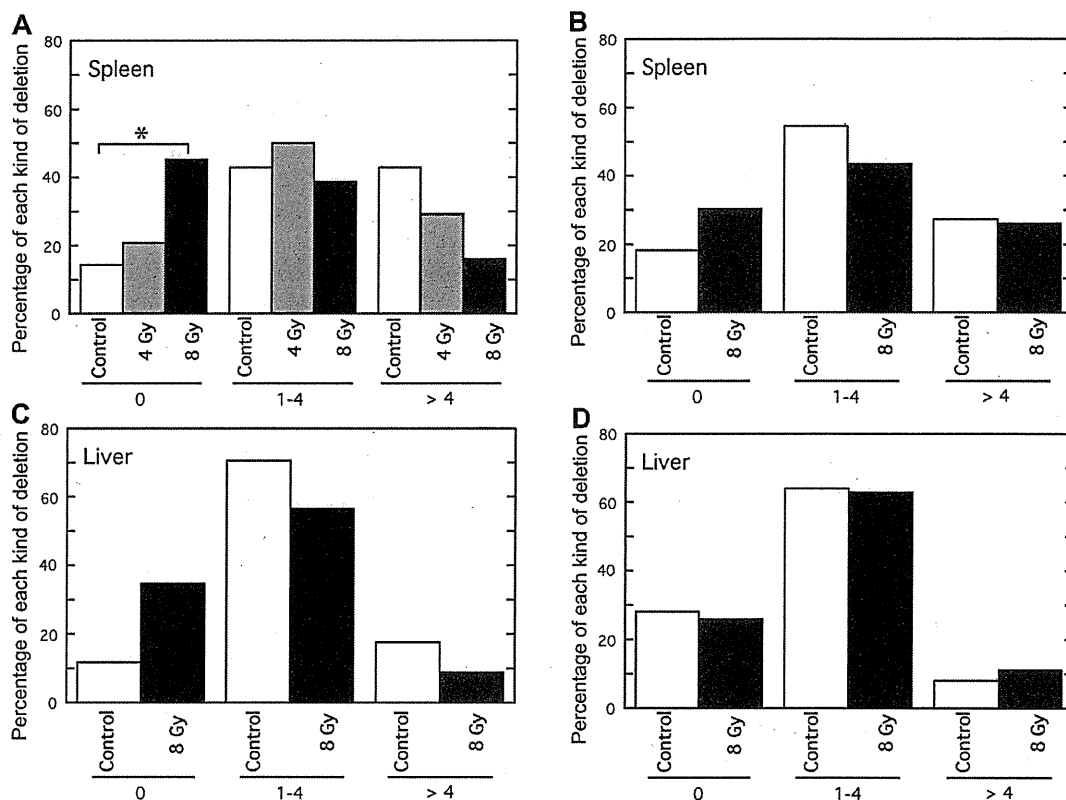 A
Percentage of each kind of deletion
80
60
40
20
0
Spleen
*
Control
4 Gy
8 Gy
Control
4 Gy
8 Gy
Control
4 Gy
8 Gy
0
1-4
> 4
B
Percentage of each kind of deletion
80
60
40
20
0
Spleen
Control
8 Gy
Control
8 Gy
Control
8 Gy
0
1-4
> 4
C
Percentage of each kind of deletion
80
60
40
20
0
Liver
Control
8 Gy
Control
8 Gy
Control
8 Gy
0
1-4
> 4
D
Percentage of each kind of deletion
80
60
40
20
0
Liver
Control
8 Gy
Control
8 Gy
Control
8 Gy
0
1-4
> 4